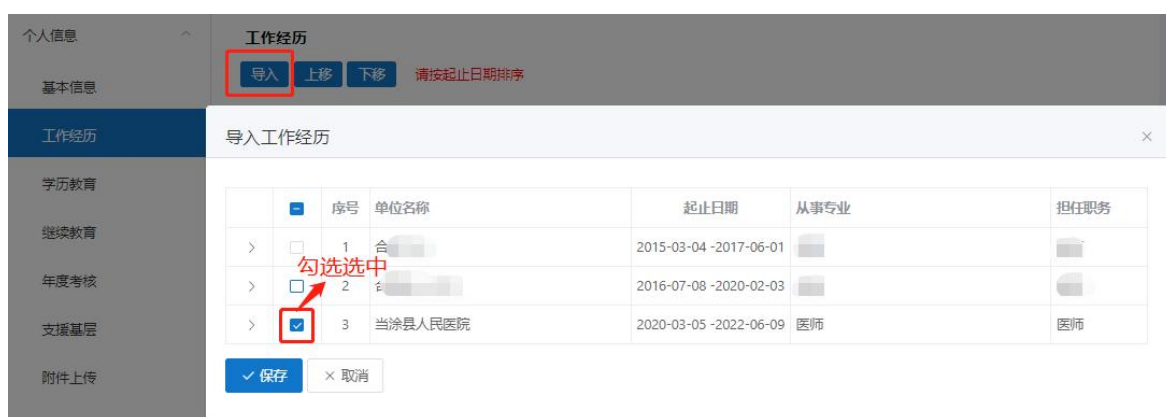 个人信息
工作经历
导入 上移 下移 请按起止日期排序
基本信息
工作经历
导入工作经历
学历教育
序号 单位名称 起止日期 从事专业 担任职务
继续教育
1 合 2015-03-04 -2017-06-01
勾选选中
年度考核
2 2016-07-08 -2020-02-03
支援基层
3 当涂县人民医院 2020-03-05 -2022-06-09 医师 医师
附件上传
保存 取消